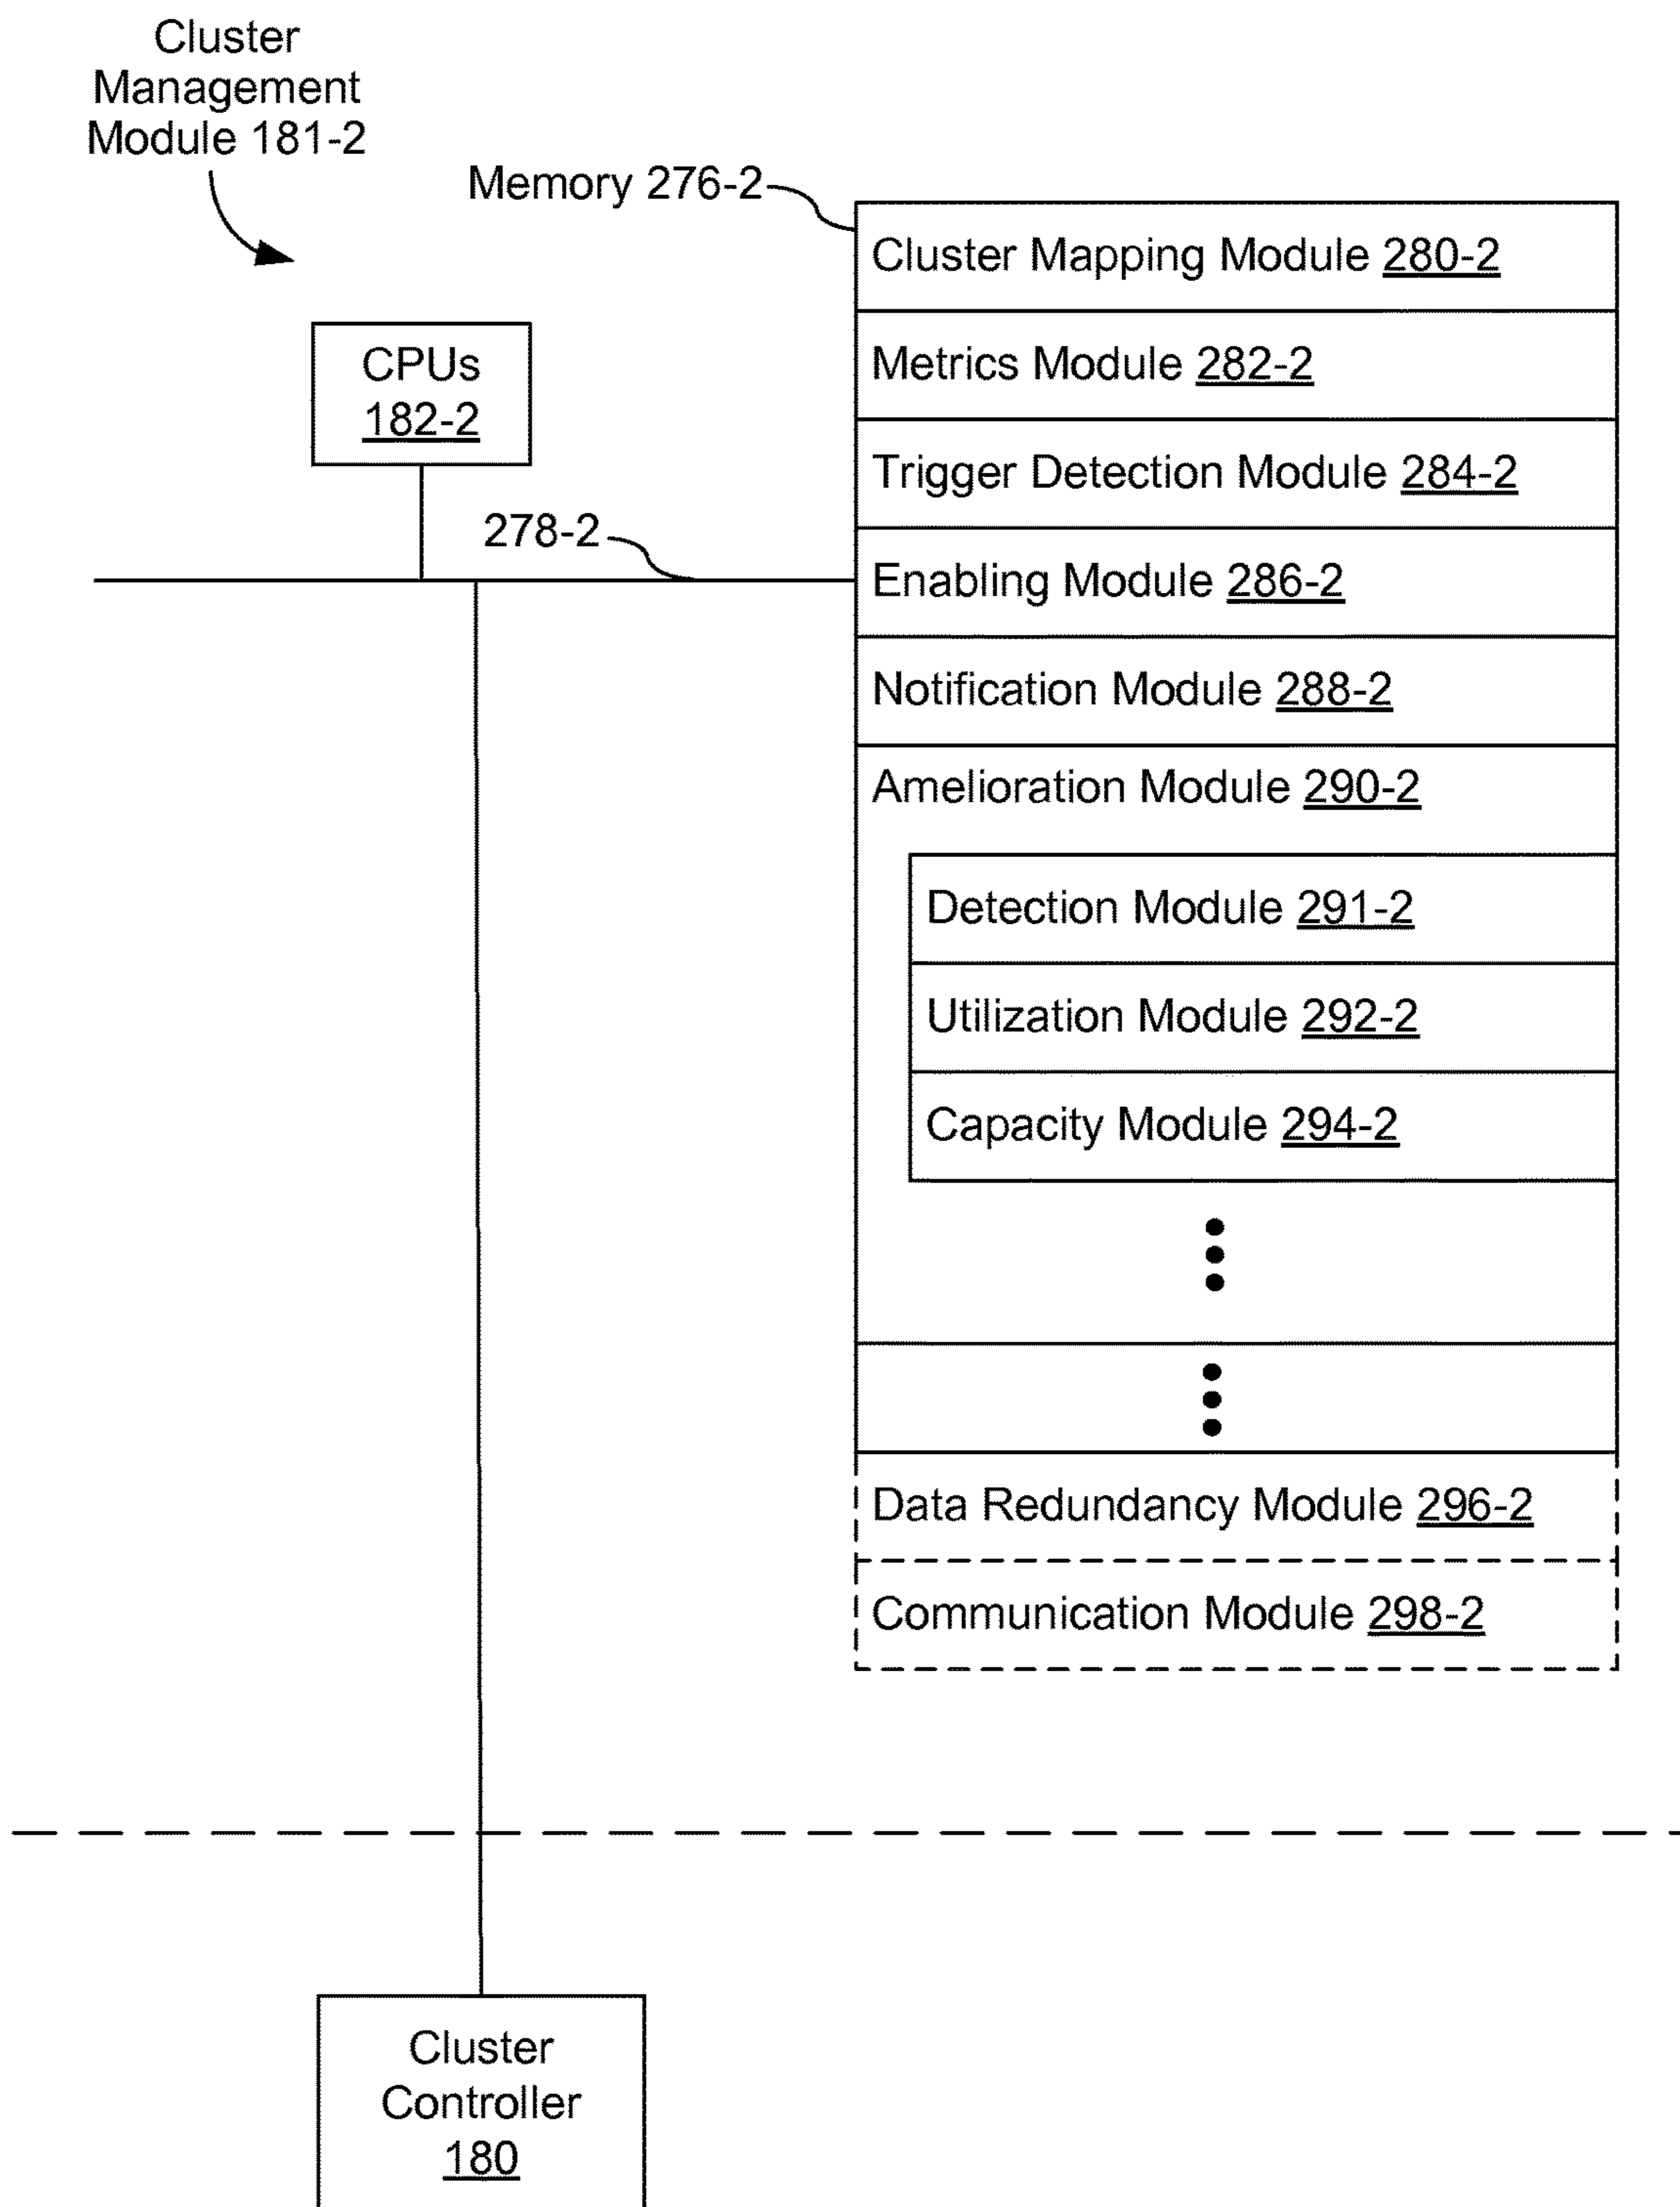 Cluster
Management
Module 181-2
Memory 276-2
Cluster Mapping Module 280-2
CPUs
182-2
Metrics Module 282-2
Trigger Detection Module 284-2
278-2
Enabling Module 286-2
Notification Module 288-2
Amelioration Module 290-2
Detection Module 291-2
Utilization Module 292-2
Capacity Module 294-2
Data Redundancy Module 296-2
Communication Module 298-2
Cluster
Controller
180